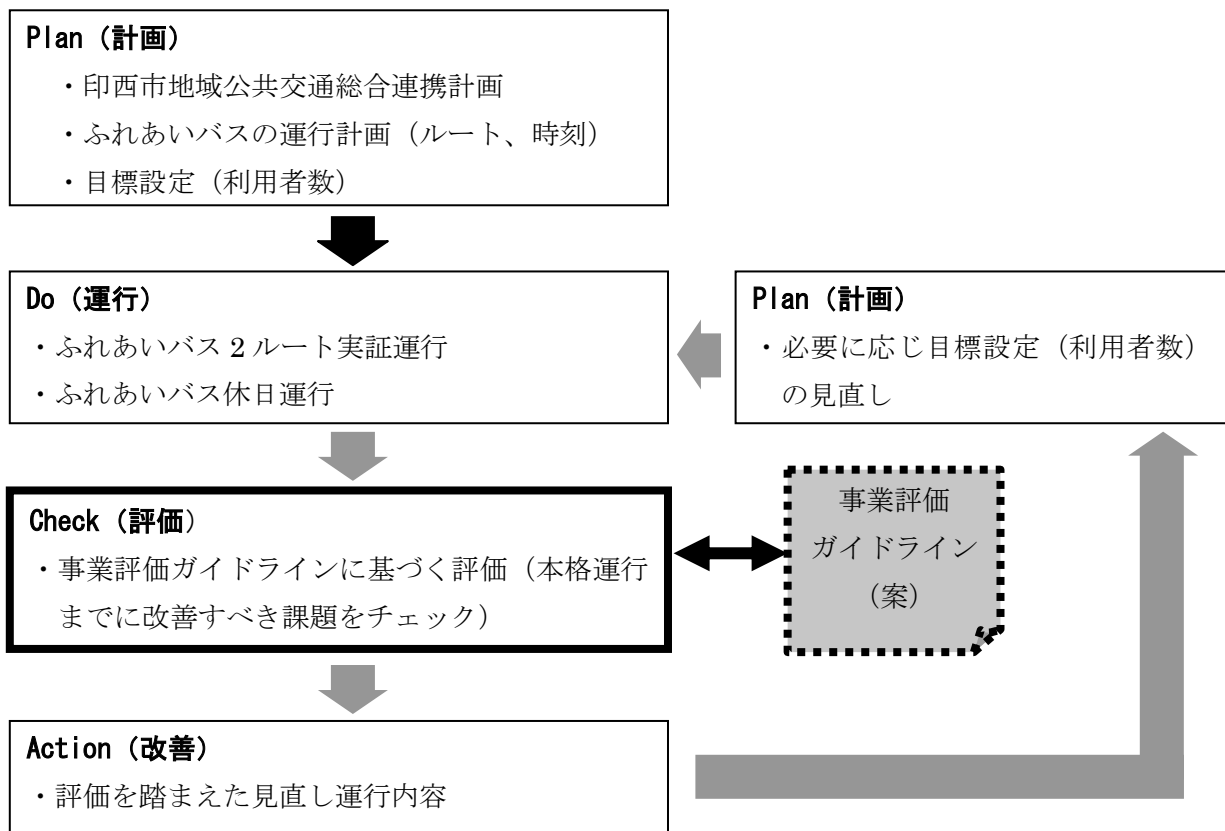 Plan（計画）
・印西市地域公共交通総合連携計画
・ふれあいバスの運行計画（ルート、時刻）
・目標設定（利用者数）
Do（運行）
・ふれあいバス 2 ルート実証運行
・ふれあいバス休日運行
Plan（計画）
・必要に応じ目標設定（利用者数）
の見直し
Check（評価）
・事業評価ガイドラインに基づく評価（本格運行
までに改善すべき課題をチェック）
事業評価
ガイドライン
（案）
Action（改善）
・評価を踏まえた見直し運行内容